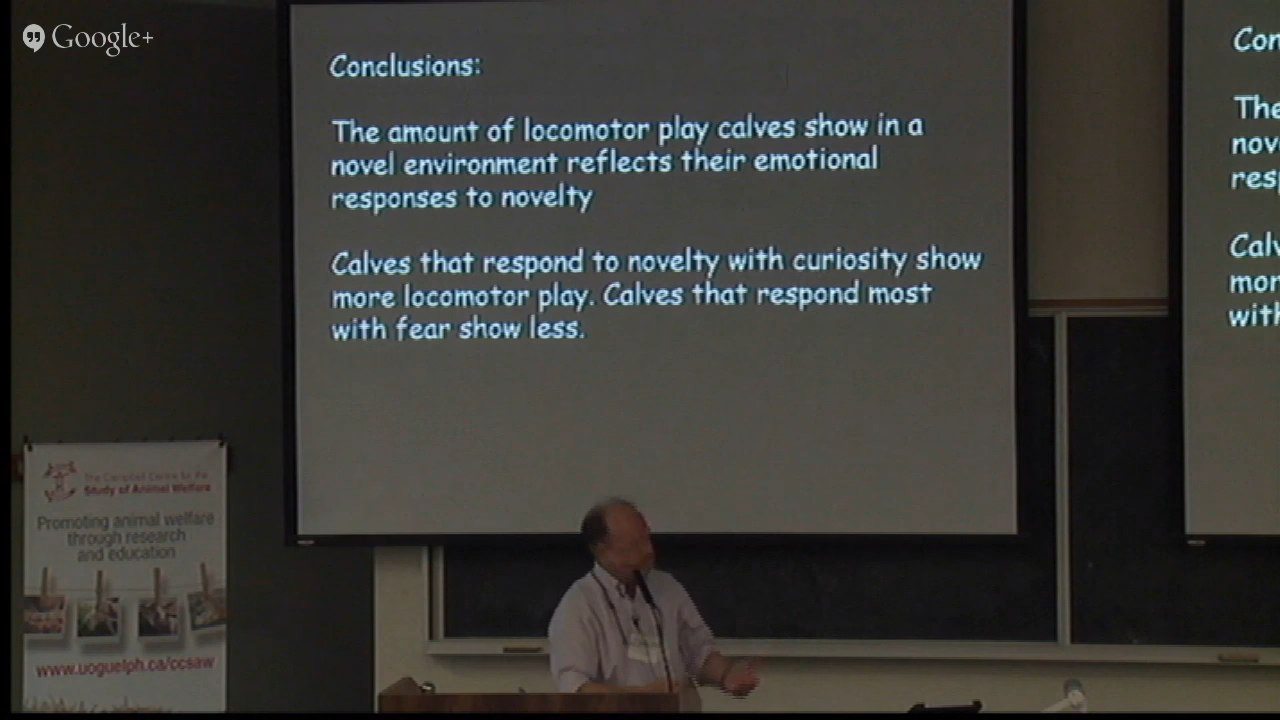 Google+
Conclusions:
The amount of locomotor play calves show in a
novel environment reflects their emotional
responses to novelty
Calves that respond to novelty with curiosity show
more locomotor play. Calves that respond most
with fear show less.
Con
The
nov
resp
Calv
mor
with
The Campbell Centre for the
Study of Animal Welfare
Promoting animal welfare
through research
and education
www.uoguelph.ca/ccsaw